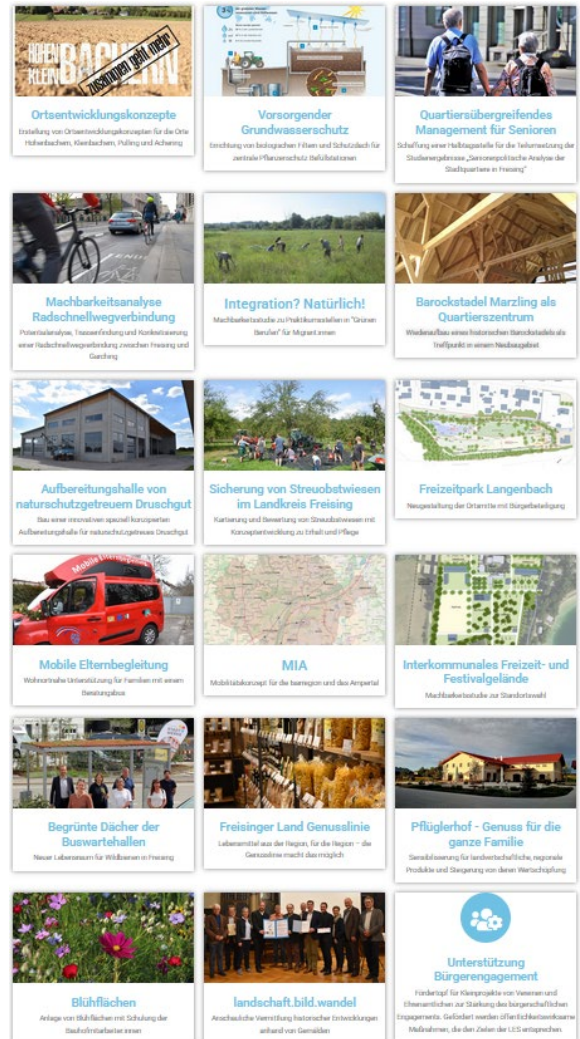 HOHEN
KLEIN BACHERN
zusammen geht mehr
Ortsentwicklungskonzepte
Erstellung von Ortsentwicklungskonzepten für die Orte
Hohenbachern, Kleinbachern, Pulling und Achering
Vorsorgender
Grundwasserschutz
Errichtung von biologischen Filtern und Schutzdach für
zentrale Pflanzenschutz Befüllstationen
Quartiersübergreifendes
Management für Senioren
Schaffung einer Halbtagsstelle für die Teilumsetzung der
Studienergebnisse „Seniorenpolitische Analyse der
Stadtquartiere in Freising"
Machbarkeitsanalyse
Radschnellwegverbindung
Potentialanalyse, Trassenfindung und Konkretisierung
einer Radschnellwegverbindung zwischen Freising und
Garching
Integration? Natürlich!
Machbarkeitsstudie zu Praktikumsstellen in "Grünen
Berufen" für Migrant:innen
Barockstadel Marzling als
Quartierszentrum
Wiederaufbau eines historischen Barockstadels als
Treffpunkt in einem Neubaugebiet
Aufbereitungshalle von
naturschutzgetreuem Druschgut
Bau einer innovativen speziell konzipierten
Aufbereitungshalle für naturschutzgetreues Druschgut
Sicherung von Streuobstwiesen
im Landkreis Freising
Kartierung und Bewertung von Streuobstwiesen mit
Konzeptentwicklung zu Erhalt und Pflege
Freizeitpark Langenbach
Neugestaltung der Ortsmitte mit Bürgerbeteiligung
Mobile Elternbegleitung
Mobile Elternbegleitung
Wohnortnahe Unterstützung für Familien mit einem
Beratungsbus
MIA
Mobilitätskonzept für die Isarregion und das Ampertal
Interkommunales Freizeit- und
Festivalgelände
Machbarkeitsstudie zur Standortswahl
Begrünte Dächer der
Buswartehallen
Neuer Lebensraum für Wildbienen in Freising
Freisinger Land Genusslinie
Lebensmittel aus der Region, für die Region – die
Genusslinie macht das möglich
Pflüglerhof - Genuss für die
ganze Familie
Sensibilisierung für landwirtschaftliche, regionale
Produkte und Steigerung von deren Wertschöpfung
Blühflächen
Anlage von Blühflächen mit Schulung der
Bauhofmitarbeiter:innen
landschaft.bild.wandel
Anschauliche Vermittlung historischer Entwicklungen
anhand von Gemälden
Unterstützung
Bürgerengagement
Fördertopf für Kleinprojekte von Vereinen und
Ehrenamtlichen zur Stärkung des bürgerschaftlichen
Engagements. Gefördert werden öffentlichkeitswirksame
Maßnahmen, die den Zielen der LES entsprechen.